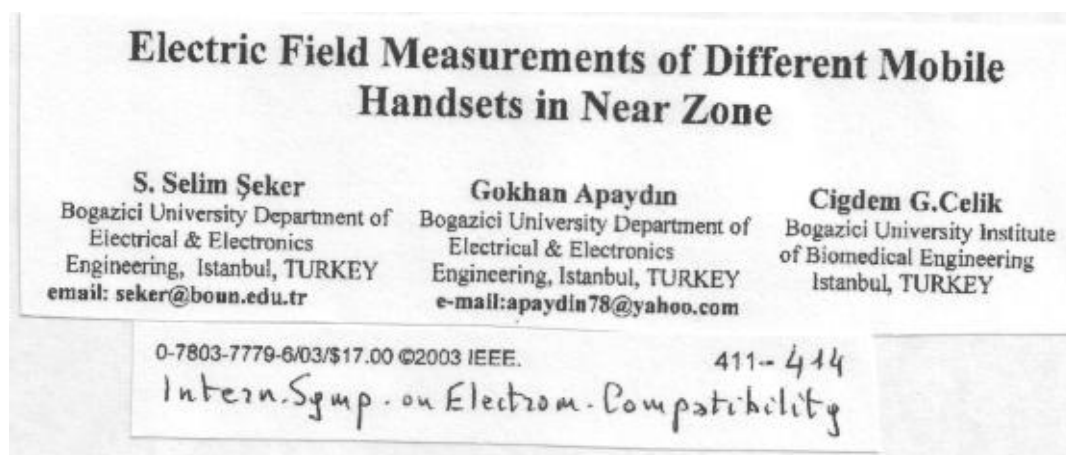 Electric Field Measurements of Different Mobile
Handsets in Near Zone
S. Selim Şeker
Bogazici University Department of
Electrical & Electronics
Engineering, Istanbul, TURKEY
email: seker@boun.edu.tr
Gokhan Apaydın
Bogazici University Department of
Electrical & Electronics
Engineering, Istanbul, TURKEY
e-mail:apaydin78@yahoo.com
Cigdem G.Celik
Bogazici University Institute
of Biomedical Engineering
Istanbul, TURKEY
0-7803-7779-6/03/$17.00 ©2003 IEEE. 411-- 414
Intern.Symp. on Electrom. Compatibility